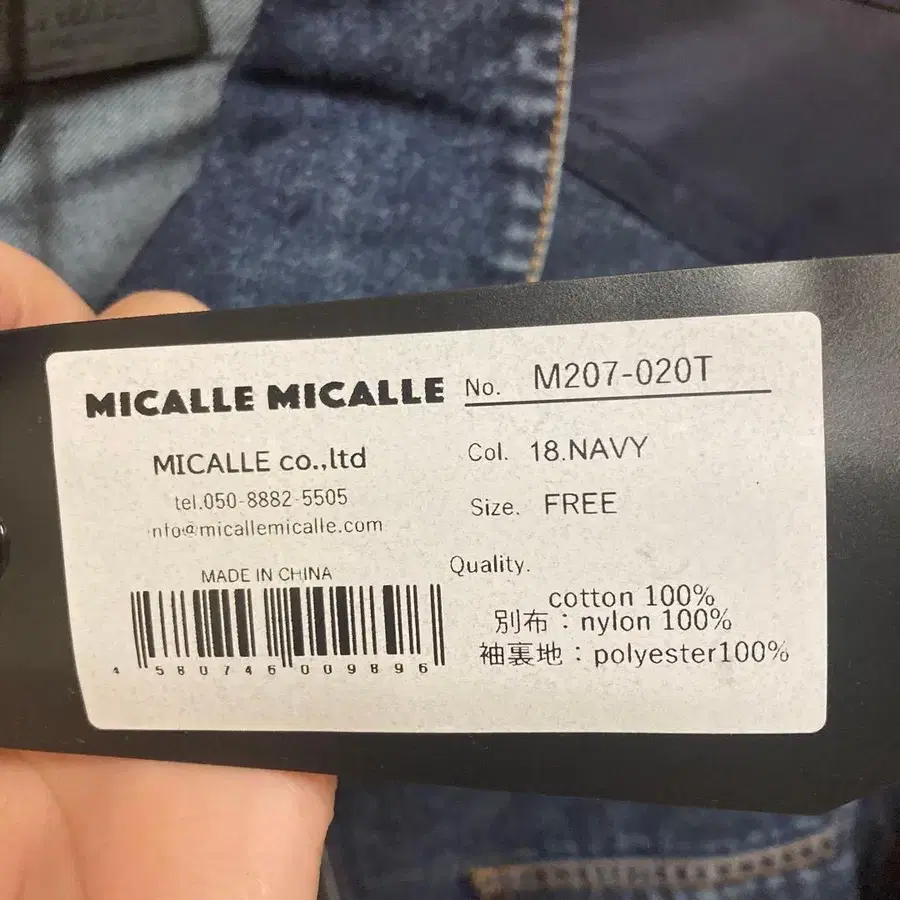 MICALLE MICALLE
No. M207-020T
MICALLE co.,ltd
tel.050-8882-5505
info@micallemicalle.com
Col. 18.NAVY
Size. FREE
MADE IN CHINA
4 580746 009896
Quality.
cotton 100%
別布：nylon 100%
袖裏地：polyester100%